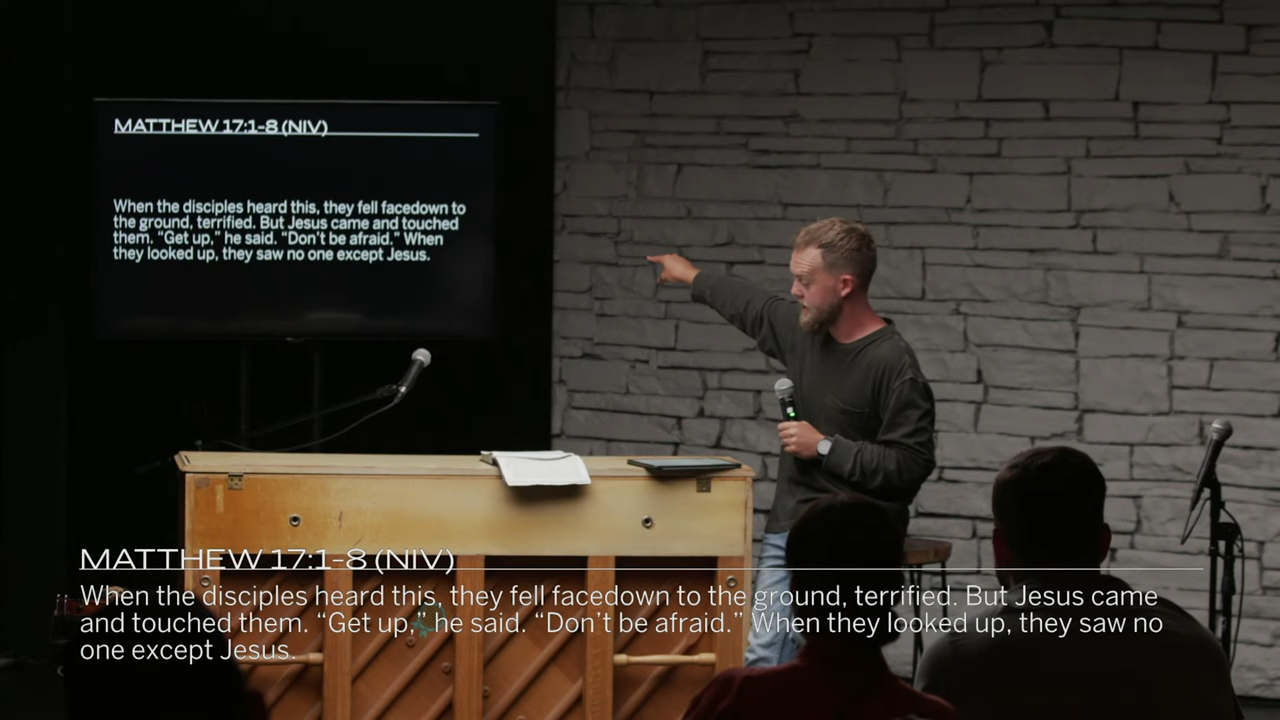 MATTHEW 17:1-8 (NIV)
When the disciples heard this, they fell facedown to
the ground, terrified. But Jesus came and touched
them. “Get up,” he said. “Don’t be afraid.” When
they looked up, they saw no one except Jesus.
MATTHEW 17:1-8 (NIV)
When the disciples heard this, they fell facedown to the ground, terrified. But Jesus came
and touched them. “Get up,” he said. “Don’t be afraid.” When they looked up, they saw no
one except Jesus.